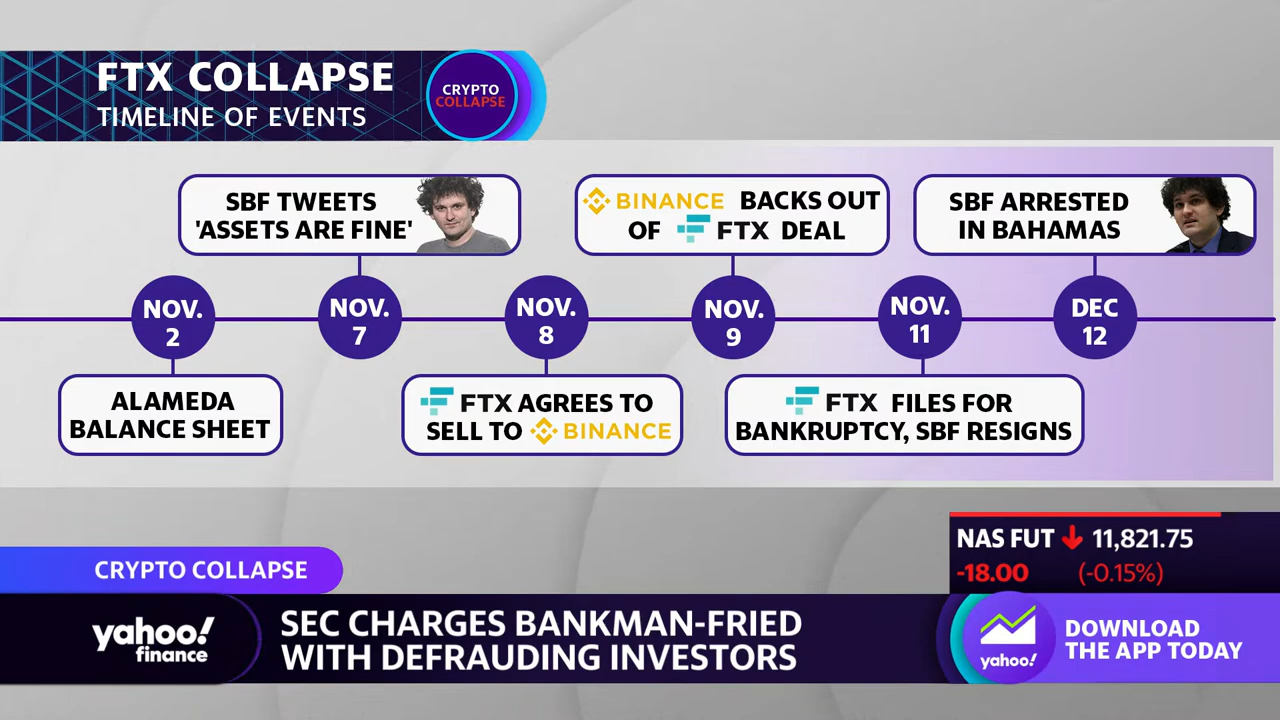 FTX COLLAPSE
TIMELINE OF EVENTS
CRYPTO
COLLAPSE
SBF TWEETS
'ASSETS ARE FINE'
BINANCE BACKS OUT
OF FTX DEAL
SBF ARRESTED
IN BAHAMAS
NOV.
2
NOV.
7
NOV.
8
NOV.
9
NOV.
11
DEC
12
ALAMEDA
BALANCE SHEET
FTX AGREES TO
SELL TO BINANCE
FTX FILES FOR
BANKRUPTCY, SBF RESIGNS
NAS FUT 11,821.75
-18.00 (-0.15%)
CRYPTO COLLAPSE
yahoo!
finance
SEC CHARGES BANKMAN-FRIED
WITH DEFRAUDING INVESTORS
yahoo!
DOWNLOAD
THE APP TODAY